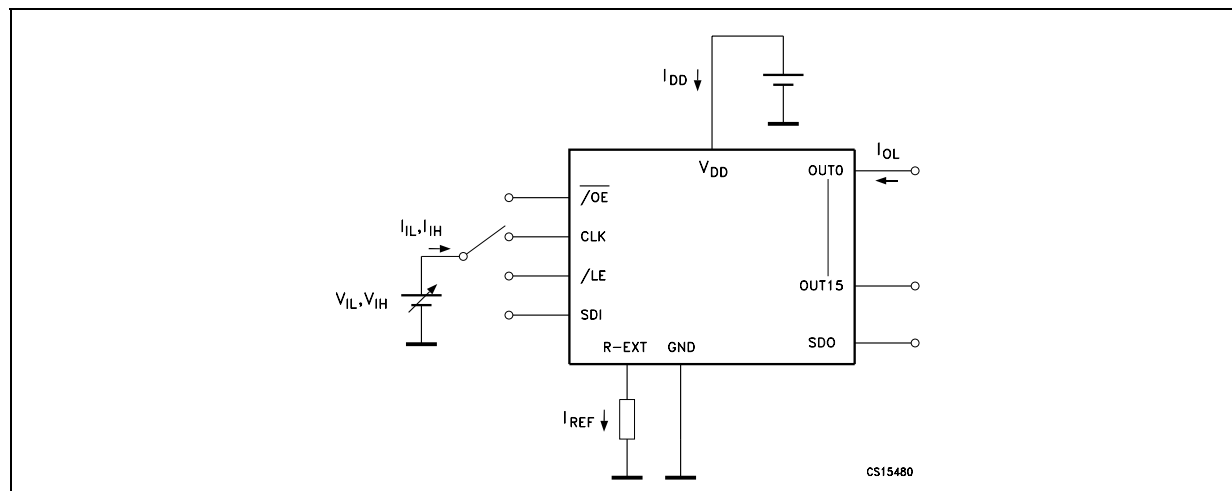 I_DD
V_DD
OUT0
I_OL
/OE
I_IL,I_IH
CLK
/LE
V_IL,V_IH
OUT15
SDI
SDO
R-EXT GND
I_REF
CS15480